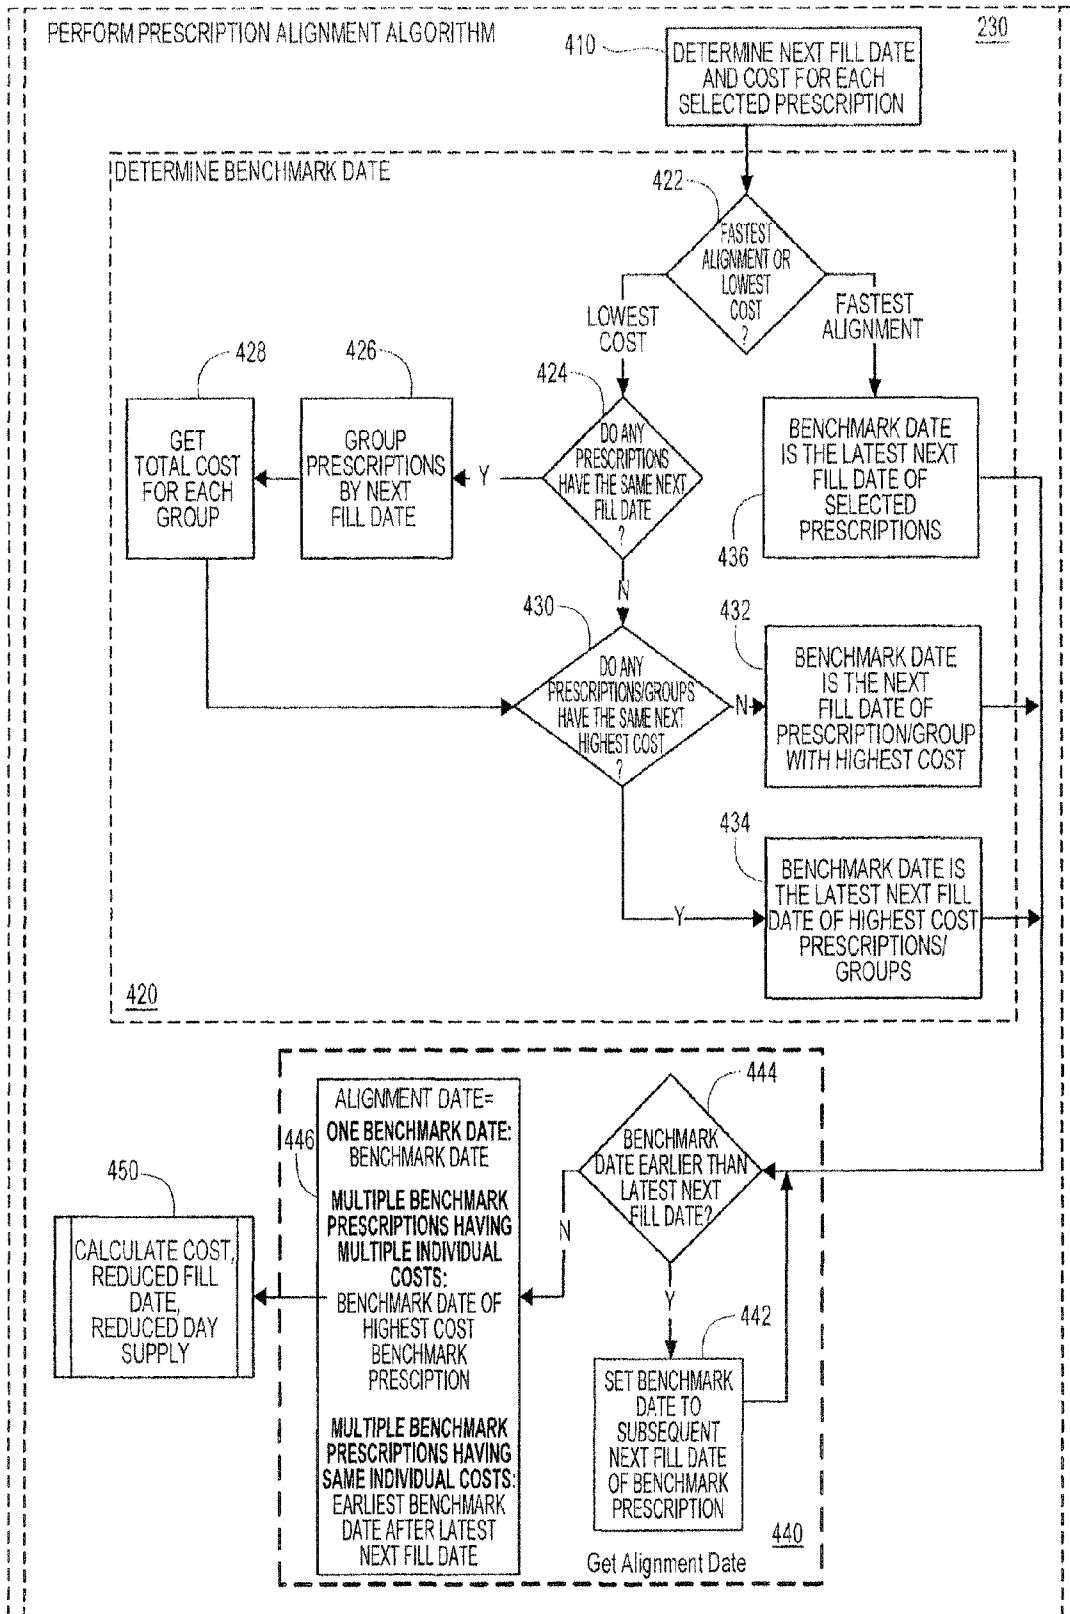 PERFORM PRESCRIPTION ALIGNMENT ALGORITHM
230
410
DETERMINE NEXT FILL DATE
AND COST FOR EACH
SELECTED PRESCRIPTION
DETERMINE BENCHMARK DATE
422
FASTEST
ALIGNMENT OR
LOWEST
COST
?
LOWEST
COST
FASTEST
ALIGNMENT
428
GET
TOTAL COST
FOR EACH
GROUP
426
GROUP
PRESCRIPTIONS
BY NEXT
FILL DATE
Y
424
DO ANY
PRESCRIPTIONS
HAVE THE SAME NEXT
FILL DATE
?
N
BENCHMARK DATE
IS THE LATEST NEXT
FILL DATE OF
SELECTED
PRESCRIPTIONS
436
430
DO ANY
PRESCRIPTIONS/GROUPS
HAVE THE SAME NEXT
HIGHEST COST
?
N
432
BENCHMARK DATE
IS THE NEXT
FILL DATE OF
PRESCRIPTION/GROUP
WITH HIGHEST COST
Y
434
BENCHMARK DATE IS
THE LATEST NEXT FILL
DATE OF HIGHEST COST
PRESCRIPTIONS/
GROUPS
420
444
BENCHMARK
DATE EARLIER THAN
LATEST NEXT
FILL DATE?
N
Y
442
SET BENCHMARK
DATE TO
SUBSEQUENT
NEXT FILL DATE
OF BENCHMARK
PRESCRIPTION
446
ALIGNMENT DATE=
ONE BENCHMARK DATE:
BENCHMARK DATE
MULTIPLE BENCHMARK
PRESCRIPTIONS HAVING
MULTIPLE INDIVIDUAL
COSTS:
BENCHMARK DATE OF
HIGHEST COST
BENCHMARK
PRESCIPTION
MULTIPLE BENCHMARK
PRESCRIPTIONS HAVING
SAME INDIVIDUAL COSTS:
EARLIEST BENCHMARK
DATE AFTER LATEST
NEXT FILL DATE
440
Get Alignment Date
450
CALCULATE COST,
REDUCED FILL
DATE,
REDUCED DAY
SUPPLY